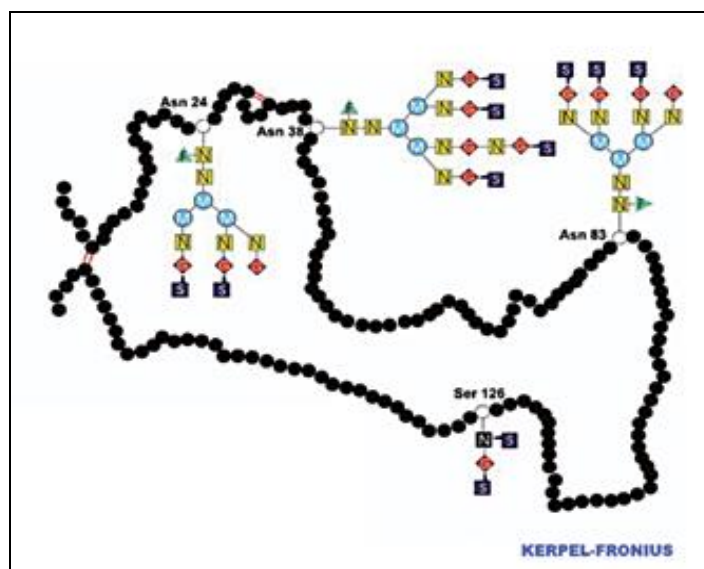 S S S
N G S
G G G G
Asn 24
F M N G S
N N N N
Asn 38 N N M
M M
M N G N G S
F N M
N N G S N
M N F
M M
Asn 83
N N N
G G G
S S
Ser 126
N S
G
S
KERPEL-FRONIUS